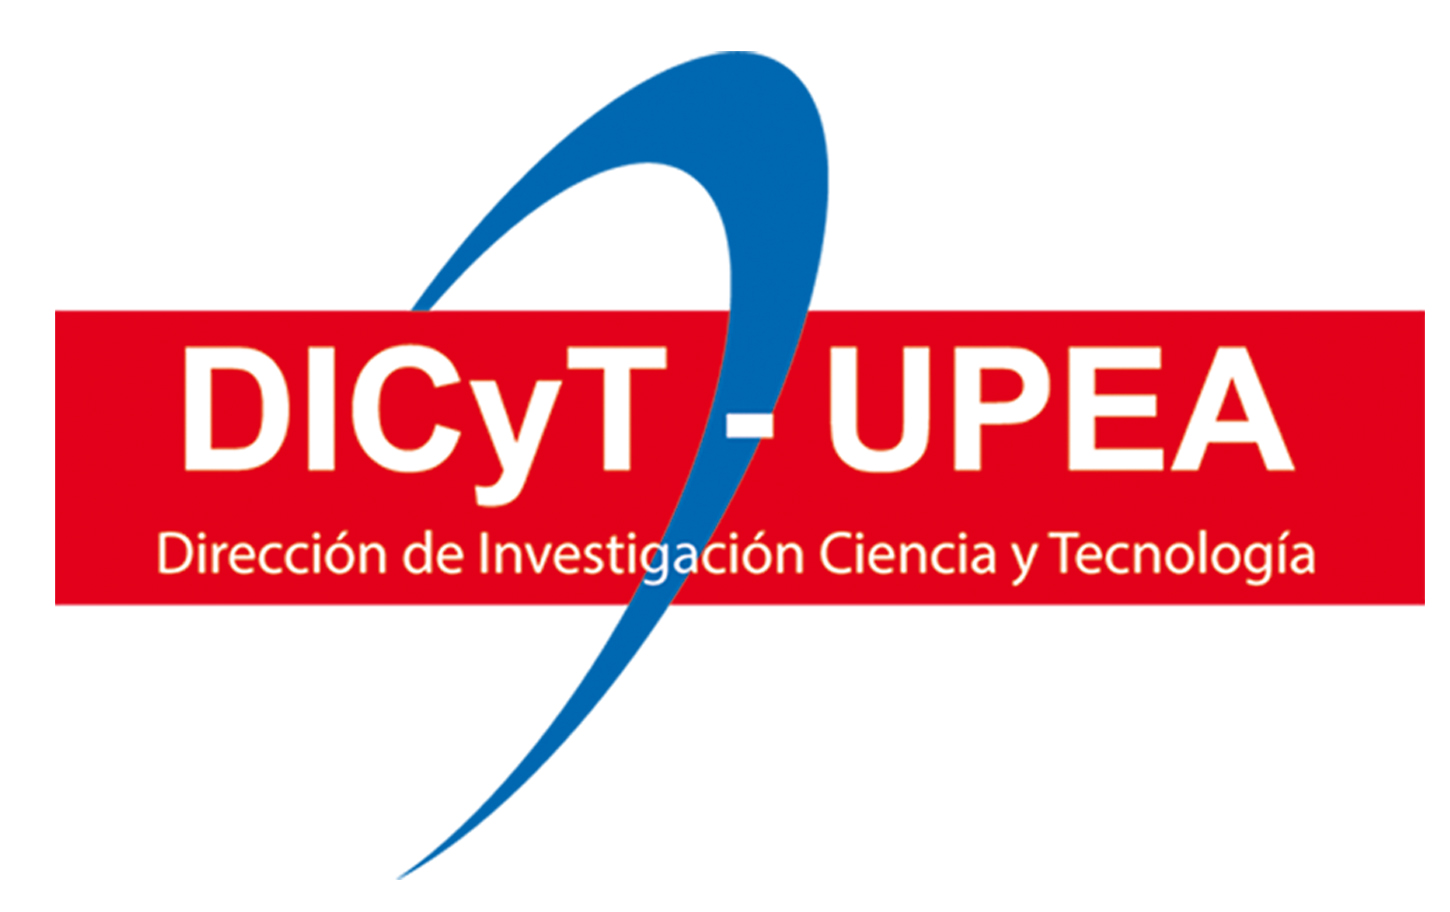 DICyT - UPEA
Dirección de Investigación Ciencia y Tecnología